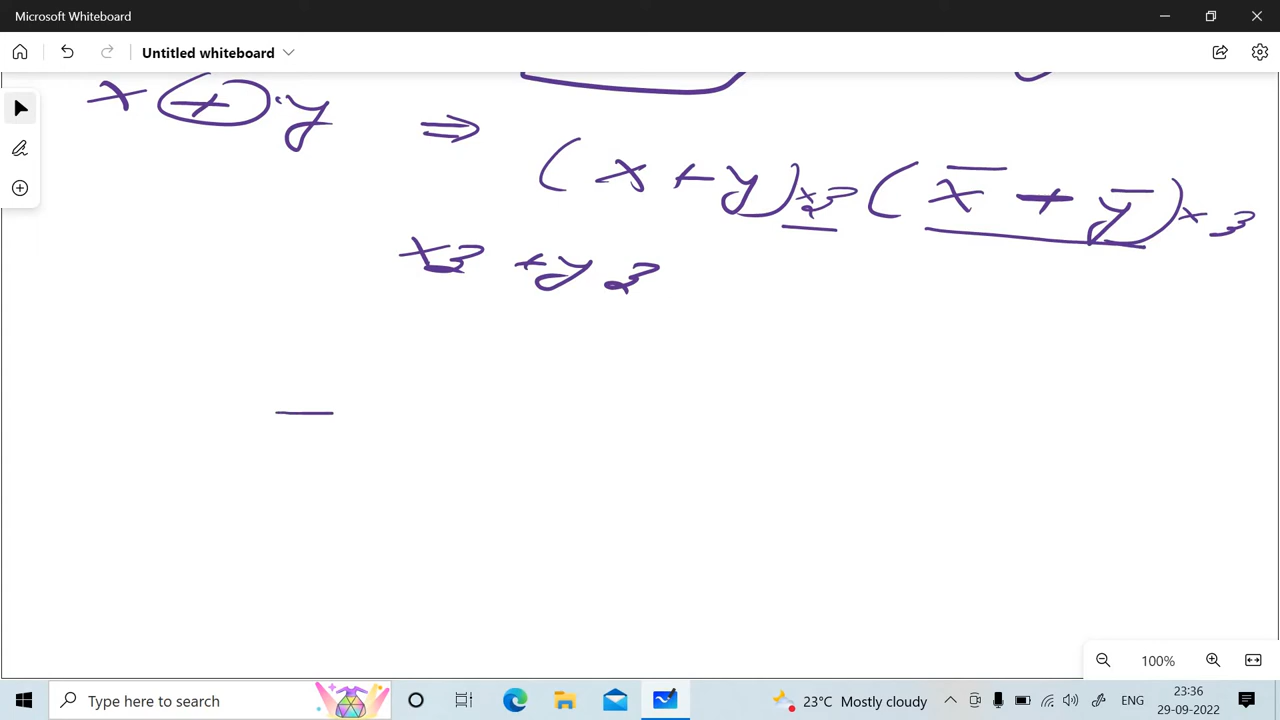 Microsoft Whiteboard
Untitled whiteboard
x ⊕ y ⇒
(x + y) x3 (x̄ + ȳ) x 3
x3 + y 3
100%
Type here to search
23°C Mostly cloudy
ENG
23:36
29-09-2022